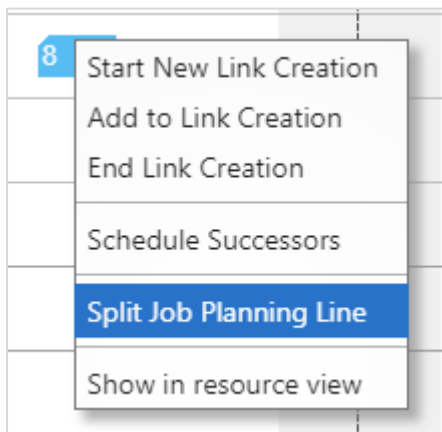 8
Start New Link Creation
Add to Link Creation
End Link Creation
Schedule Successors
Split Job Planning Line
Show in resource view